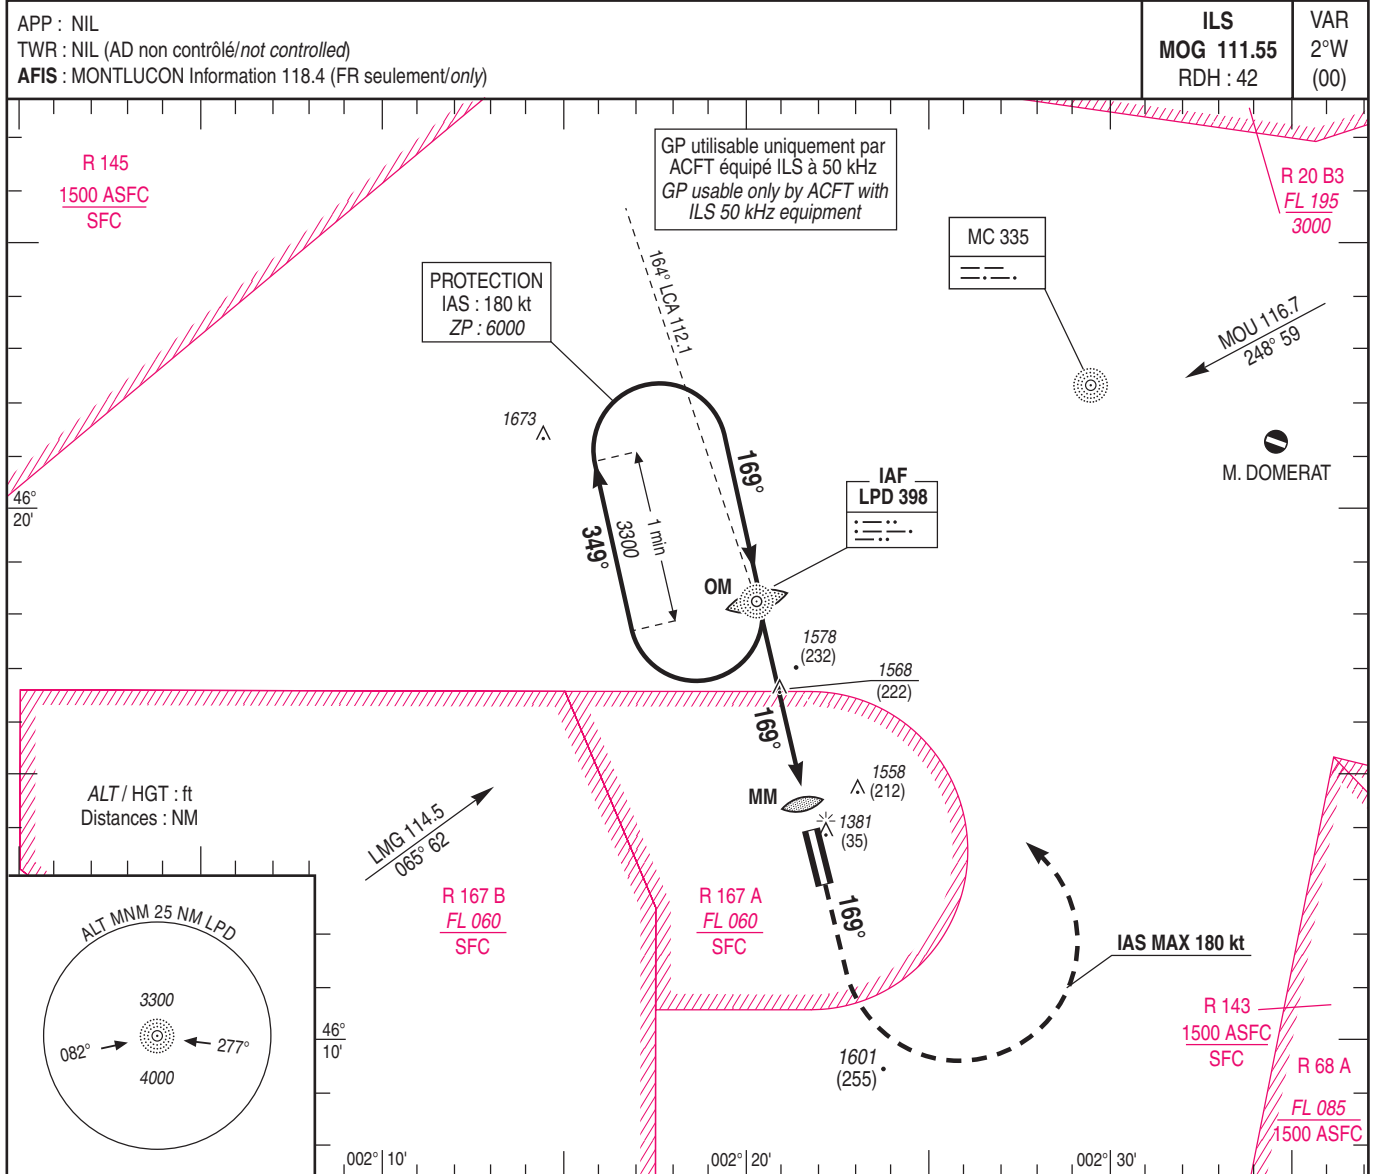 APP : NIL
TWR : NIL (AD non contrôlé/not controlled)
AFIS : MONTLUCON Information 118.4 (FR seulement/only)
ILS
MOG 111.55
RDH : 42
VAR
2°W
(00)
R 145
1500 ASFC
SFC
GP utilisable uniquement par
ACFT équipé ILS à 50 kHz
GP usable only by ACFT with
ILS 50 kHz equipment
R 20 B3
FL 195
3000
MC 335
PROTECTION
IAS : 180 kt
ZP : 6000
164° LCA 112.1
MOU 116.7
248° 59
1673
M. DOMERAT
169°
IAF
LPD 398
46°
20'
349°
3300
1 min
OM
1578
(232)
1568
(222)
169°
ALT / HGT : ft
Distances : NM
MM
1558
(212)
1381
(35)
LMG 114.5
065° 62
R 167 B
FL 060
SFC
R 167 A
FL 060
SFC
169°
IAS MAX 180 kt
ALT MNM 25 NM LPD
3300
082°
277°
4000
46°
10'
1601
(255)
R 143
1500 ASFC
SFC
R 68 A
FL 085
1500 ASFC
002° 10'
002° 20'
002° 30'